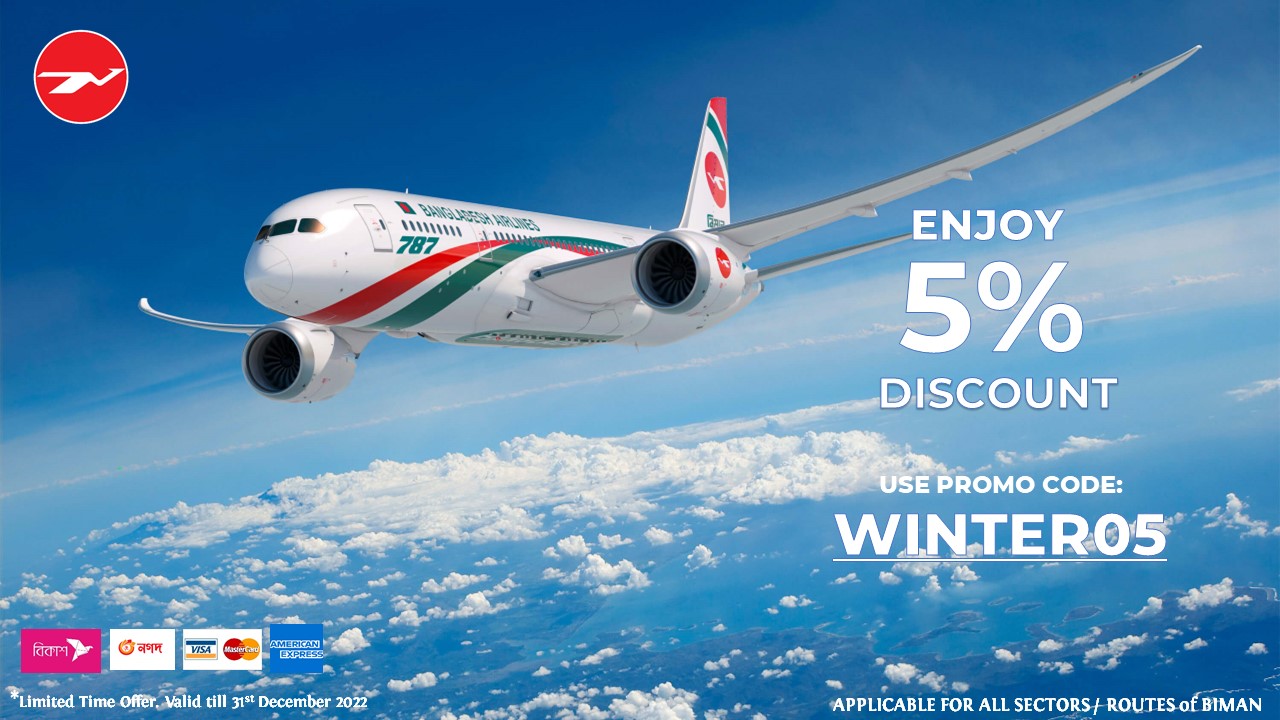 BANGLADESH AIRLINES
787
ENJOY
5%
DISCOUNT
USE PROMO CODE:
WINTER05
বিকাশ
নগদ
VISA
MasterCard
AMERICAN
EXPRESS
*Limited Time Offer. Valid till 31st December 2022
APPLICABLE FOR ALL SECTORS / ROUTES of BIMAN